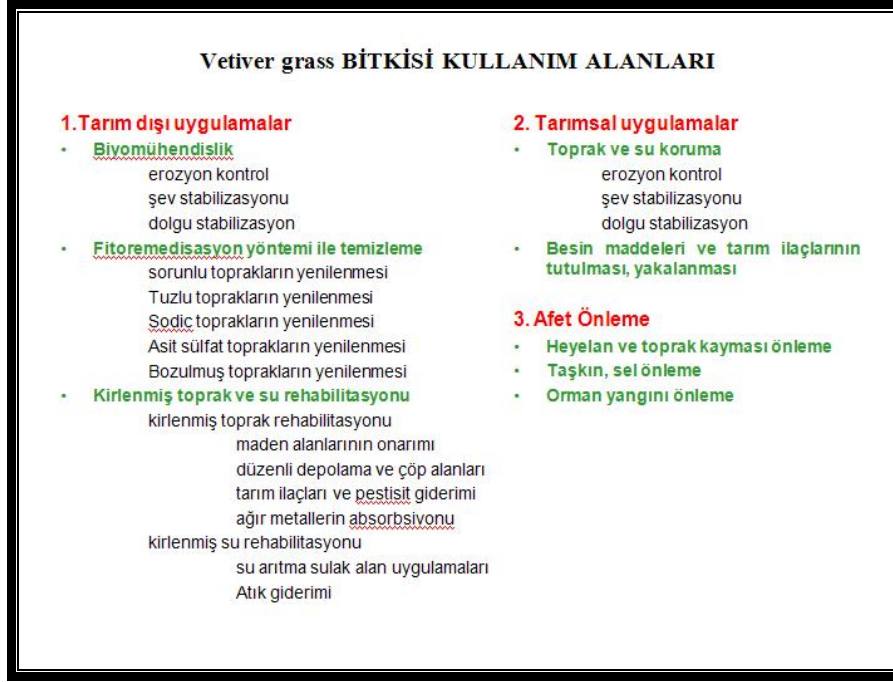 Vetiver grass BİTKİSİ KULLANIM ALANLARI
1.Tarım dışı uygulamalar
• Biyomühendislik
erozyon kontrol
şev stabilizasyonu
dolgu stabilizasyon
• Fitoremedisasyon yöntemi ile temizleme
sorunlu toprakların yenilenmesi
Tuzlu toprakların yenilenmesi
Sodic toprakların yenilenmesi
Asit sülfat toprakların yenilenmesi
Bozulmuş toprakların yenilenmesi
• Kirlenmiş toprak ve su rehabilitasyonu
kirlenmiş toprak rehabilitasyonu
maden alanlarının onarımı
düzenli depolama ve çöp alanları
tarım ilaçları ve pestisit giderimi
ağır metallerin absorbsivonu
kirlenmiş su rehabilitasyonu
su arıtma sulak alan uygulamaları
Atık giderimi
2. Tarımsal uygulamalar
• Toprak ve su koruma
erozyon kontrol
şev stabilizasyonu
dolgu stabilizasyon
• Besin maddeleri ve tarım ilaçlarının
tutulması, yakalanması
3. Afet Önleme
• Heyelan ve toprak kayması önleme
• Taşkın, sel önleme
• Orman yangını önleme